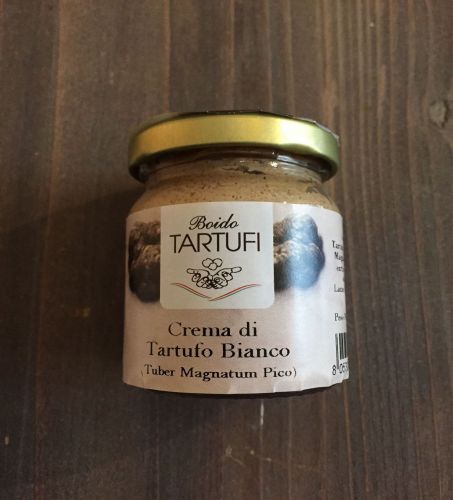 Boido
TARTUFI
Crema di
Tartufo Bianco
(Tuber Magnatum Pico)